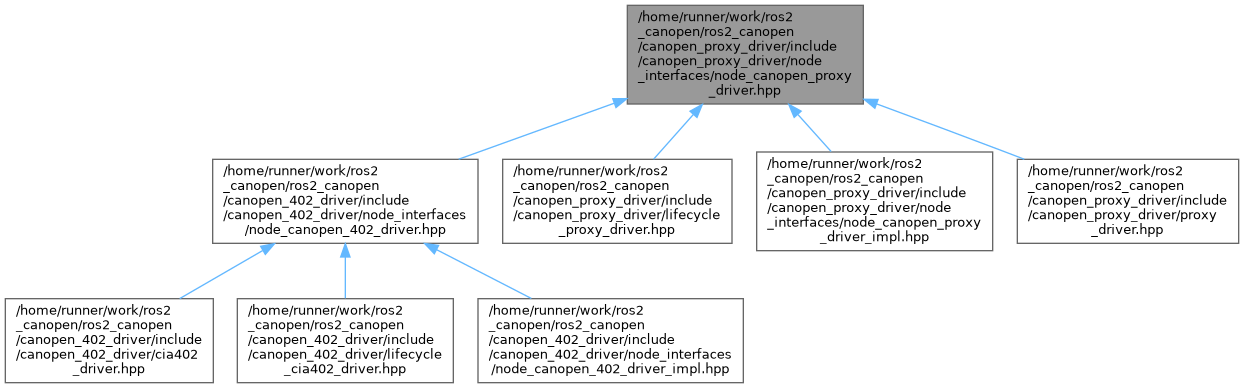 /home/runner/work/ros2
_canopen/ros2_canopen
/canopen_proxy_driver/include
/canopen_proxy_driver/node
_interfaces/node_canopen_proxy
_driver.hpp
/home/runner/work/ros2
_canopen/ros2_canopen
/canopen_402_driver/include
/canopen_402_driver/node_interfaces
/node_canopen_402_driver.hpp
/home/runner/work/ros2
_canopen/ros2_canopen
/canopen_proxy_driver/include
/canopen_proxy_driver/lifecycle
_proxy_driver.hpp
/home/runner/work/ros2
_canopen/ros2_canopen
/canopen_proxy_driver/include
/canopen_proxy_driver/node
_interfaces/node_canopen_proxy
_driver_impl.hpp
/home/runner/work/ros2
_canopen/ros2_canopen
/canopen_proxy_driver/include
/canopen_proxy_driver/proxy
_driver.hpp
/home/runner/work/ros2
_canopen/ros2_canopen
/canopen_402_driver/include
/canopen_402_driver/cia402
_driver.hpp
/home/runner/work/ros2
_canopen/ros2_canopen
/canopen_402_driver/include
/canopen_402_driver/lifecycle
_cia402_driver.hpp
/home/runner/work/ros2
_canopen/ros2_canopen
/canopen_402_driver/include
/canopen_402_driver/node_interfaces
/node_canopen_402_driver_impl.hpp